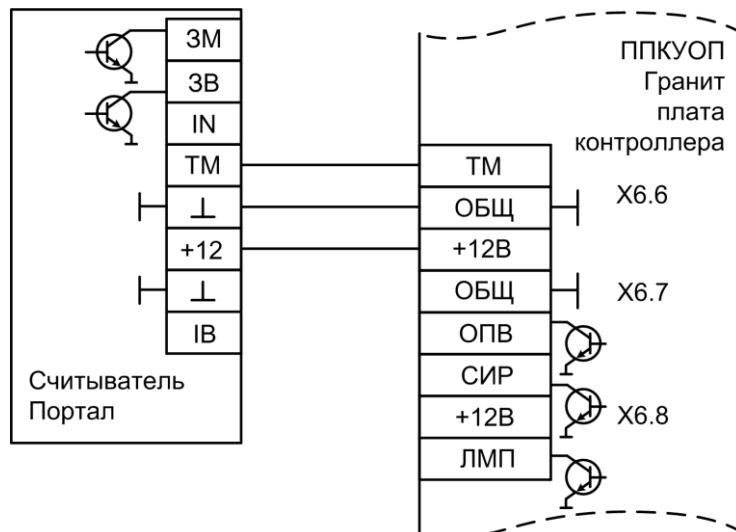 ЗМ
ЗВ
IN
ТМ
⊥
+12
⊥
IB
Считыватель
Портал
ППКУОП
Гранит
плата
контроллера
ТМ
ОБЩ
+12В
ОБЩ
ОПВ
СИР
+12В
ЛМП
X6.6
X6.7
X6.8